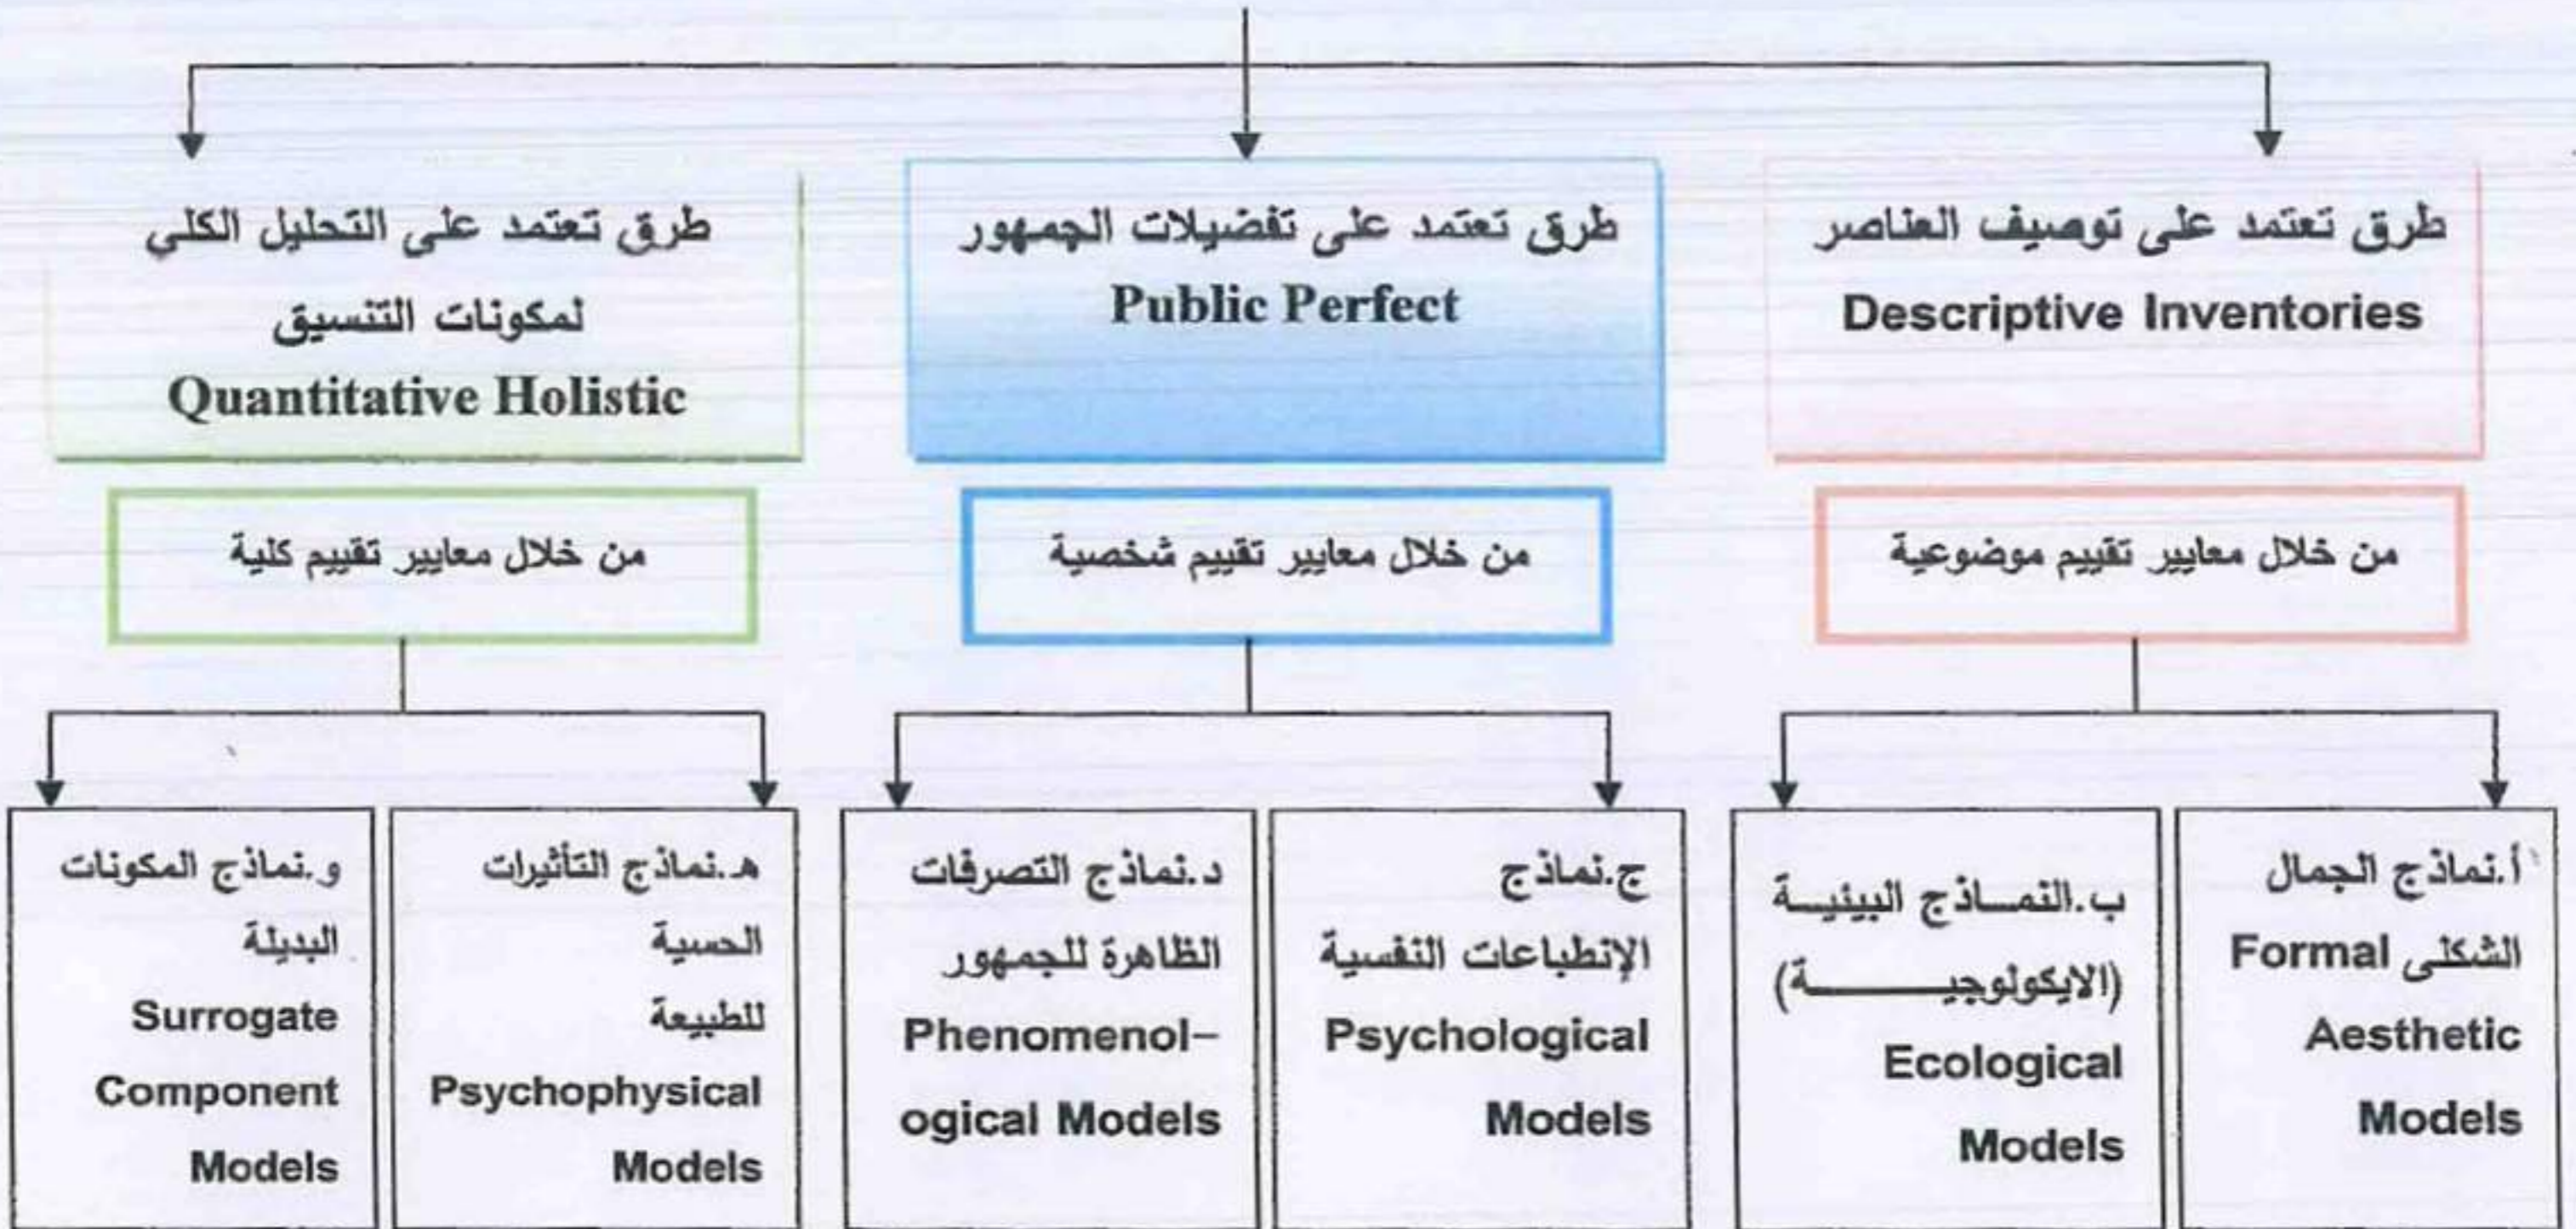 طرق تعتمد على توصيف العناصر
Descriptive Inventories
طرق تعتمد على تفضيلات الجمهور
Public Perfect
طرق تعتمد على التحليل الكلي
لمكونات التنسيق
Quantitative Holistic
من خلال معايير تقييم موضوعية
من خلال معايير تقييم شخصية
من خلال معايير تقييم كلية
أ.نماذج الجمال
الشكلى Formal
Aesthetic
Models
ب.النمـــاذج البيئيـــة
(الايكولوجيـــــــــة)
Ecological
Models
ج.نماذج
الإنطباعات النفسية
Psychological
Models
د.نماذج التصرفات
الظاهرة للجمهور
Phenomenol–
ogical Models
هـ.نماذج التأثيرات
الحسية
للطبيعة
Psychophysical
Models
و.نماذج المكونات
البديلة
Surrogate
Component
Models